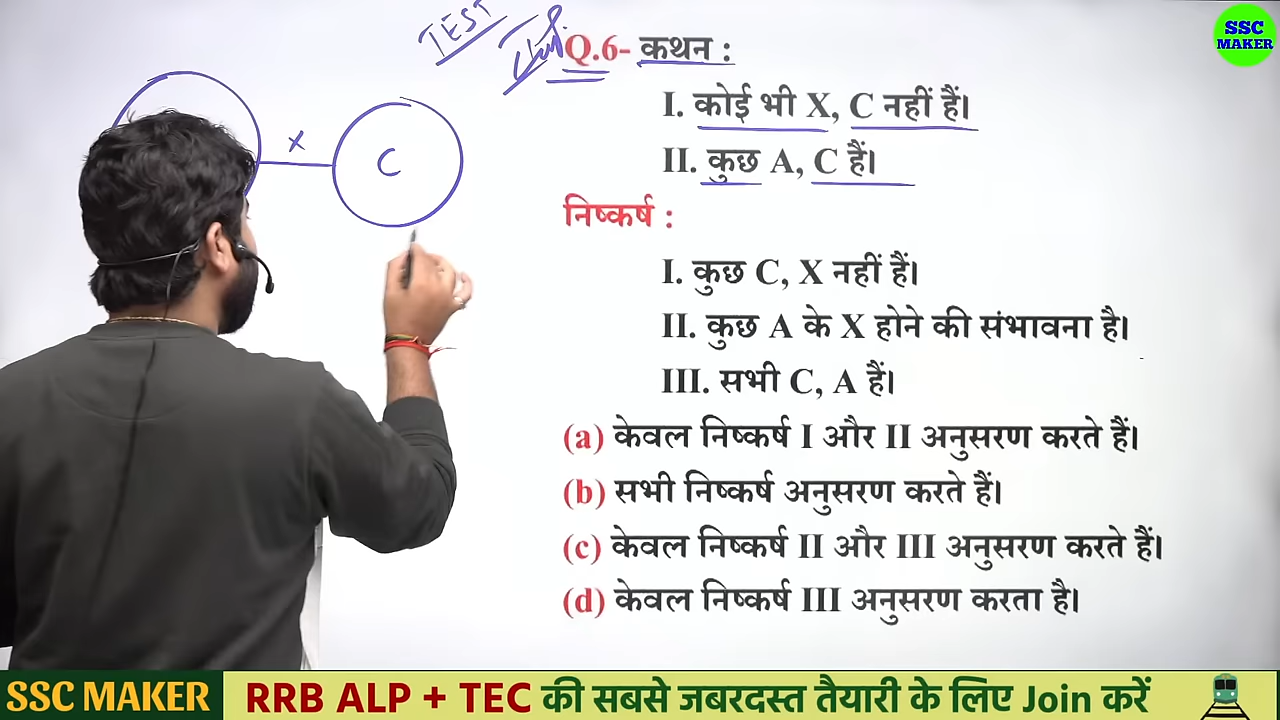 TEST
Q.6- कथन :
SSC
MAKER
I. कोई भी X, C नहीं हैं।
II. कुछ A, C हैं।
x
C
निष्कर्ष :
I. कुछ C, X नहीं हैं।
II. कुछ A के X होने की संभावना है।
III. सभी C, A हैं।
(a) केवल निष्कर्ष I और II अनुसरण करते हैं।
(b) सभी निष्कर्ष अनुसरण करते हैं।
(c) केवल निष्कर्ष II और III अनुसरण करते हैं।
(d) केवल निष्कर्ष III अनुसरण करता है।
SSC MAKER RRB ALP + TEC की सबसे जबरदस्त तैयारी के लिए Join करें